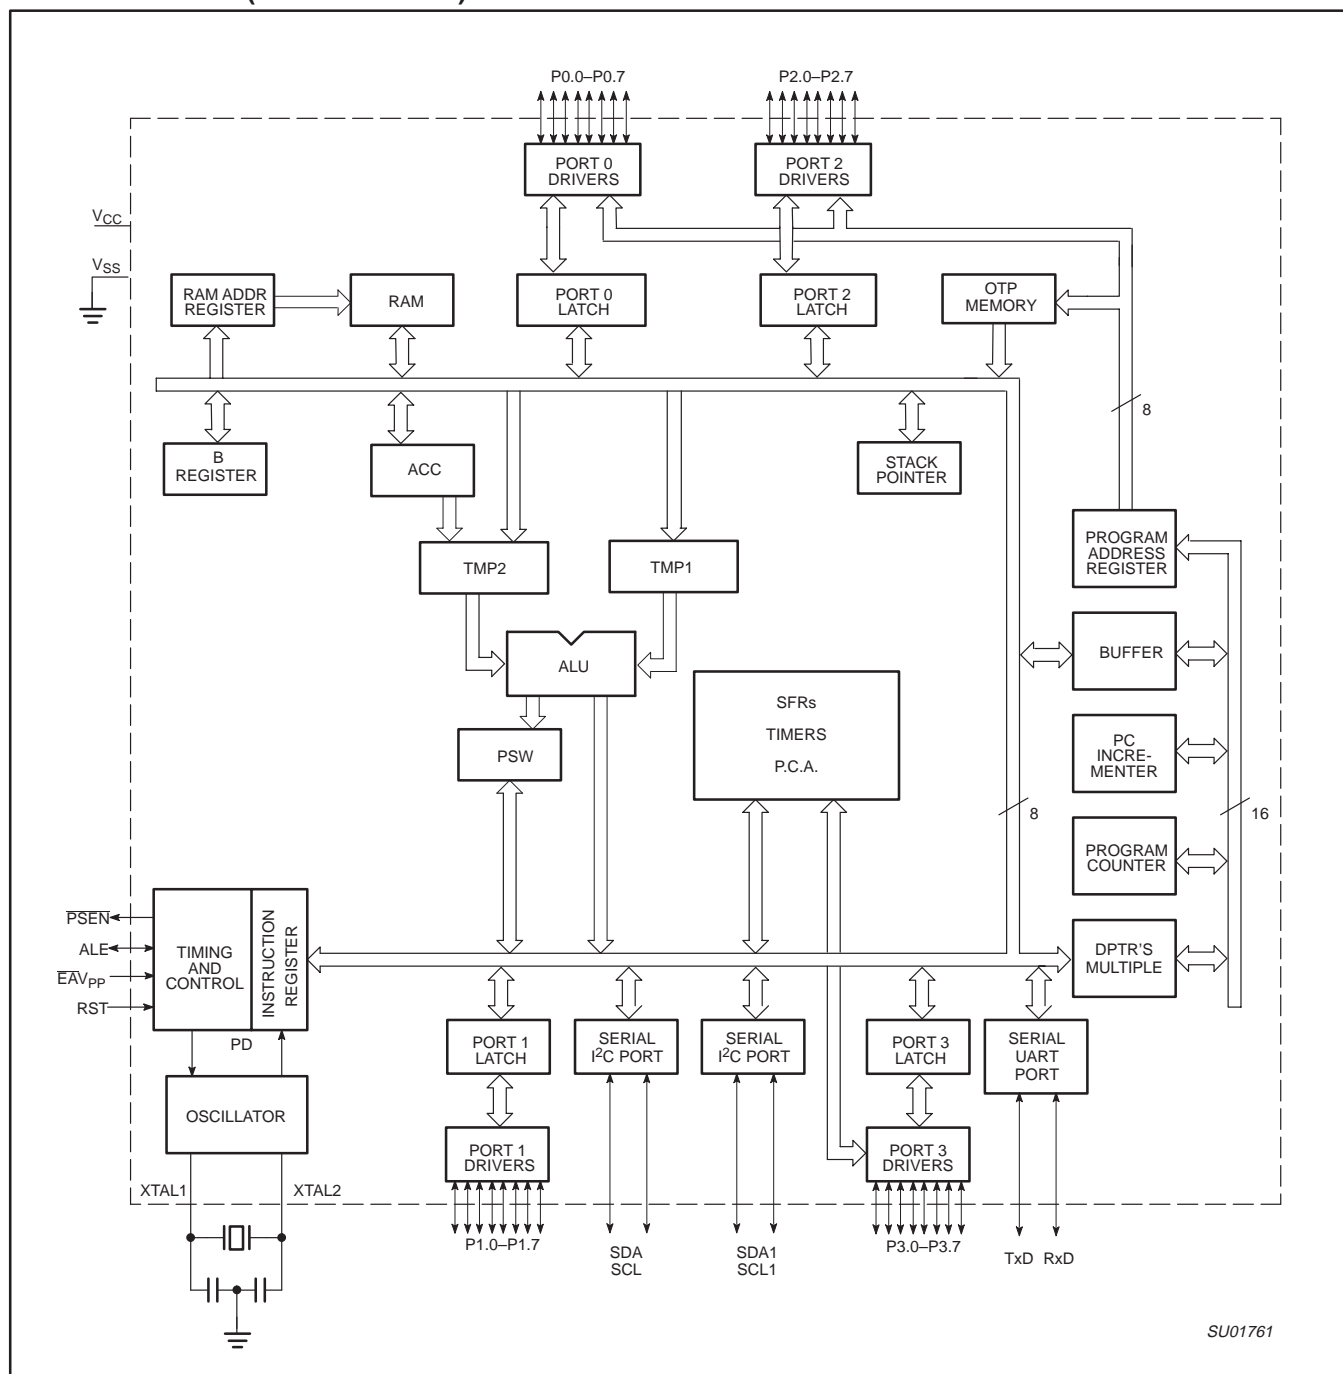 P0.0–P0.7
P2.0–P2.7
PORT 0
DRIVERS
PORT 2
DRIVERS
VCC
VSS
RAM ADDR
REGISTER
RAM
PORT 0
LATCH
PORT 2
LATCH
OTP
MEMORY
8
B
REGISTER
ACC
STACK
POINTER
PROGRAM
ADDRESS
REGISTER
TMP2
TMP1
ALU
BUFFER
SFRs
TIMERS
P.C.A.
PSW
PC
INCRE-
MENTER
8
16
PROGRAM
COUNTER
PSEN
ALE
EAVPP
RST
TIMING
AND
CONTROL
INSTRUCTION
REGISTER
DPTR'S
MULTIPLE
PD
PORT 1
LATCH
SERIAL
I2C PORT
SERIAL
I2C PORT
PORT 3
LATCH
SERIAL
UART
PORT
OSCILLATOR
PORT 1
DRIVERS
PORT 3
DRIVERS
XTAL1
XTAL2
P1.0–P1.7
SDA
SCL
SDA1
SCL1
P3.0–P3.7
TxD
RxD
SU01761